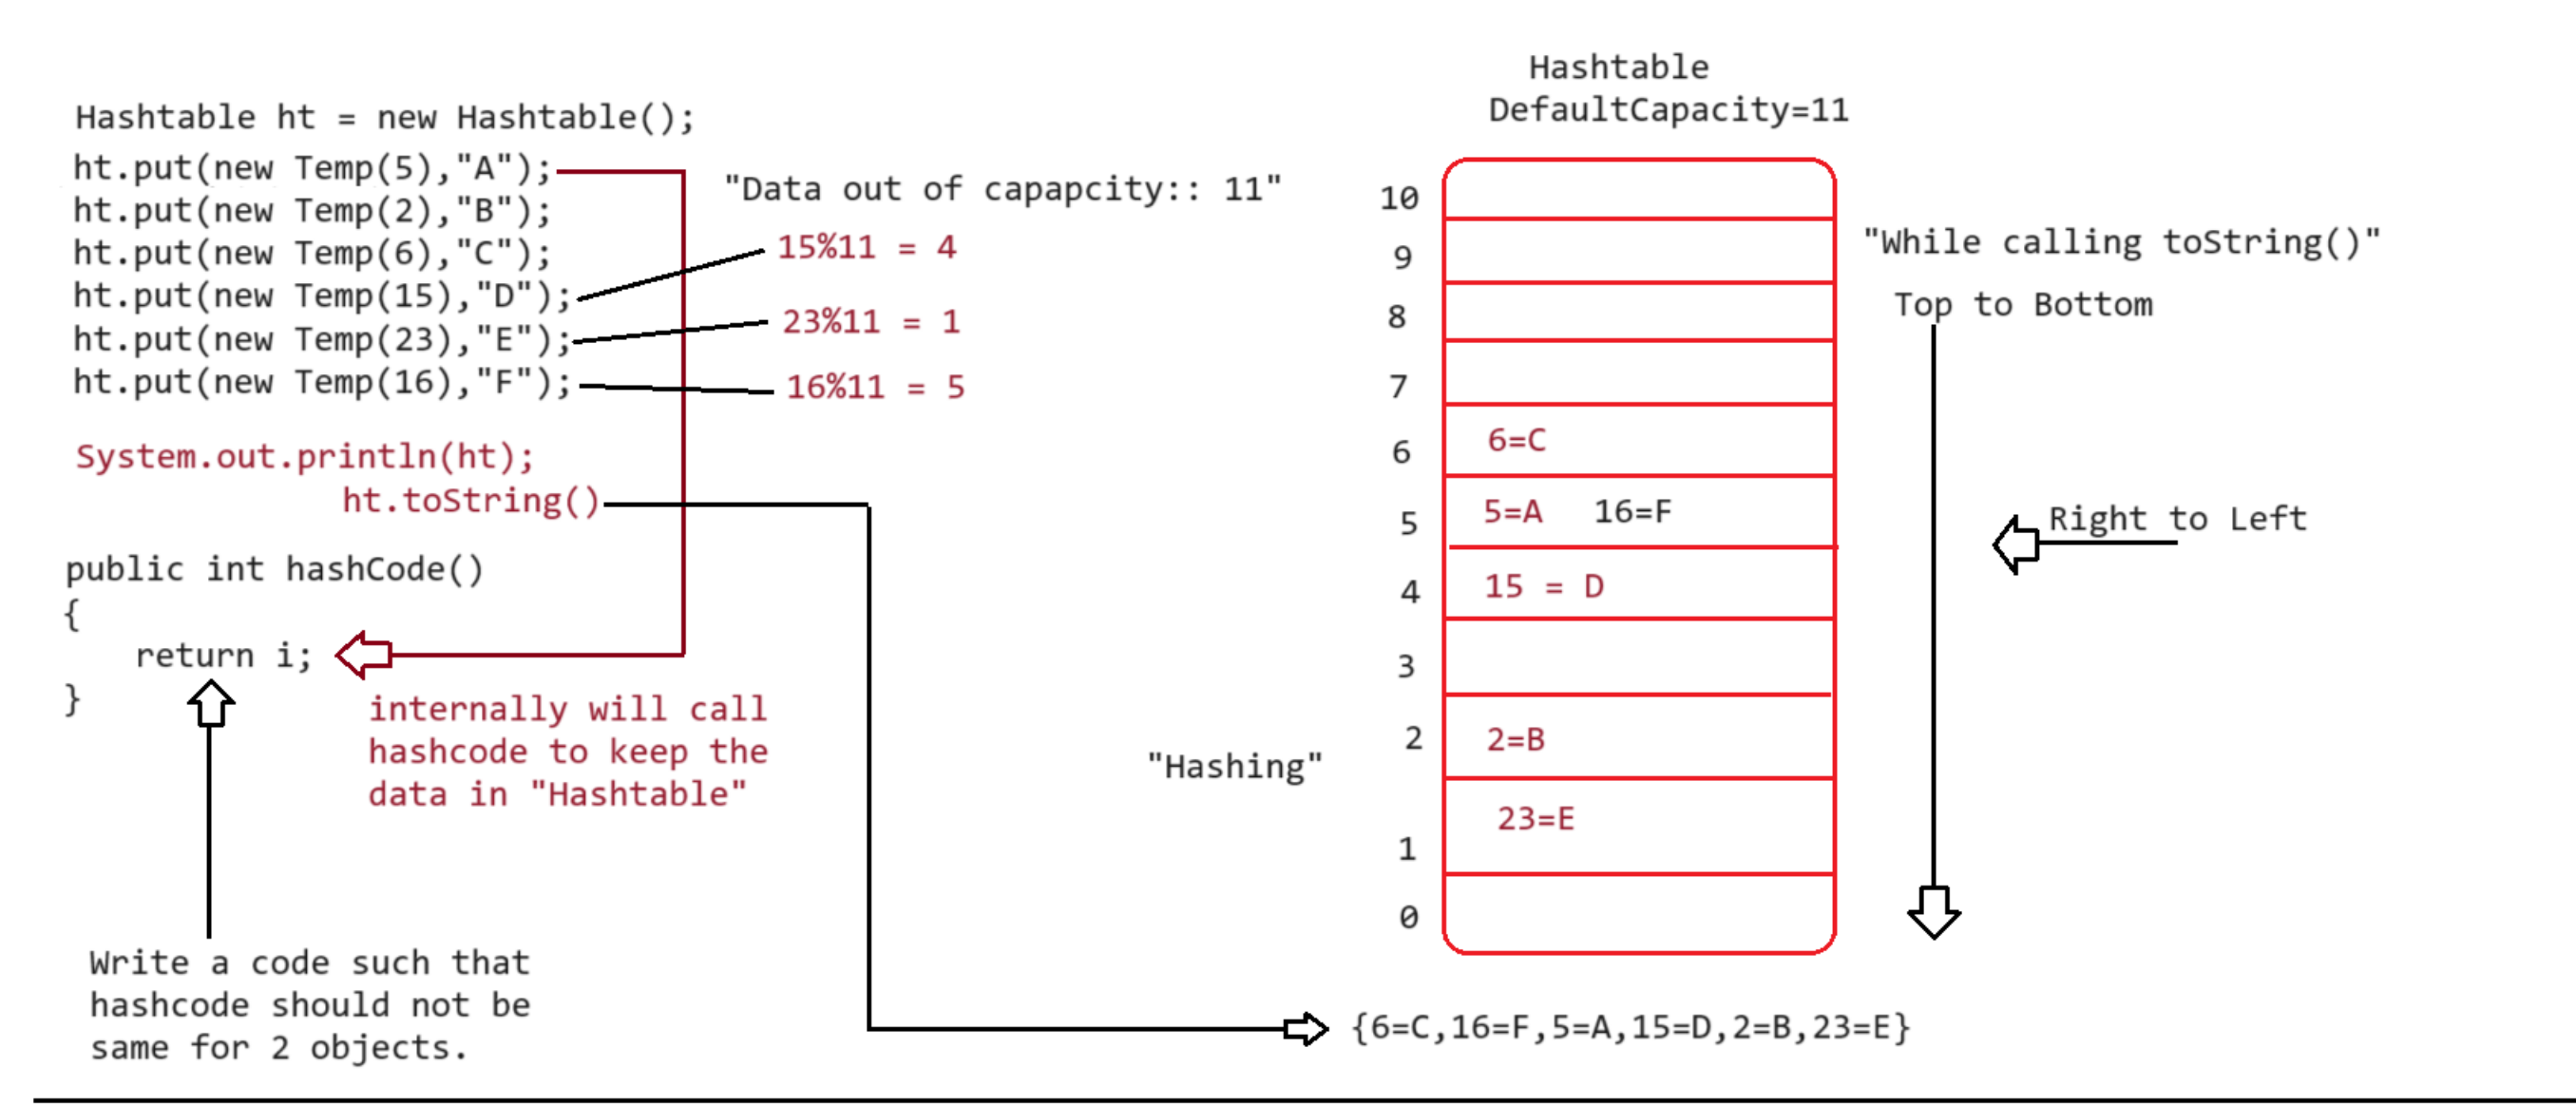 Hashtable ht = new Hashtable();
ht.put(new Temp(5),"A");
ht.put(new Temp(2),"B");
ht.put(new Temp(6),"C");
ht.put(new Temp(15),"D");
ht.put(new Temp(23),"E");
ht.put(new Temp(16),"F");
"Data out of capapcity:: 11"
15%11 = 4
23%11 = 1
16%11 = 5
System.out.println(ht);
ht.toString()
public int hashCode()
{
return i;
}
internally will call
hashcode to keep the
data in "Hashtable"
Write a code such that
hashcode should not be
same for 2 objects.
Hashtable
DefaultCapacity=11
10
9
8
7
6
6=C
5
5=A 16=F
4
15 = D
3
2
2=B
1
23=E
0
"Hashing"
"While calling toString()"
Top to Bottom
Right to Left
{6=C,16=F,5=A,15=D,2=B,23=E}